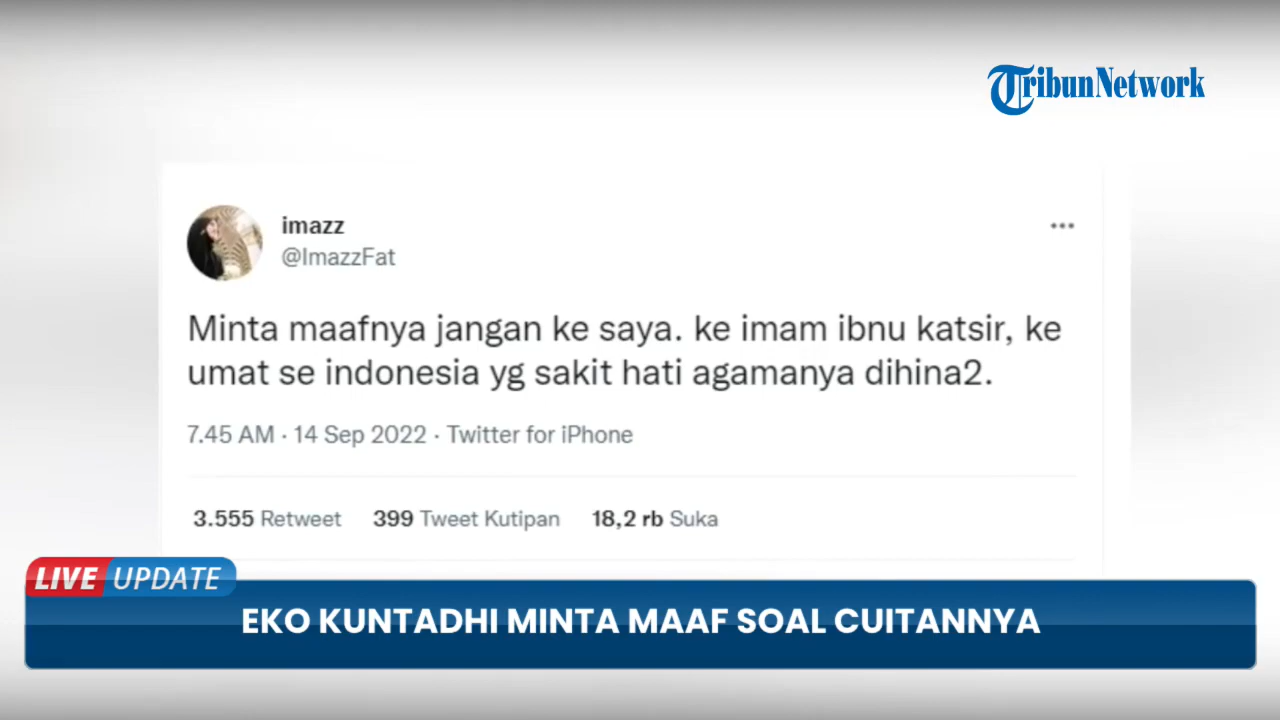 TribunNetwork
imazz
@ImazzFat
Minta maafnya jangan ke saya. ke imam ibnu katsir, ke
umat se indonesia yg sakit hati agamanya dihina2.
7.45 AM · 14 Sep 2022 · Twitter for iPhone
3.555 Retweet 399 Tweet Kutipan 18,2 rb Suka
LIVE UPDATE
EKO KUNTADHI MINTA MAAF SOAL CUITANNYA